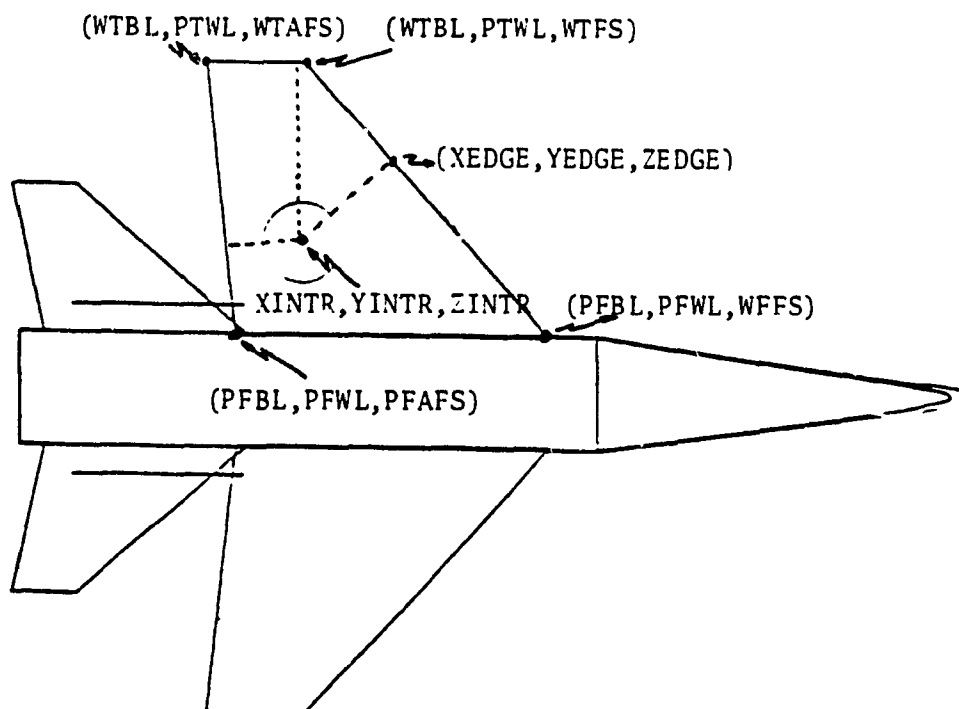 (WTBL,PTWL,WTAFS) (WTBL,PTWL,WTFS)
(XEDGE,YEDGE,ZEDGE)
XINTR,YINTR,ZINTR
(PFBL,PFWL,WFFS)
(PFBL,PFWL,PFAFS)